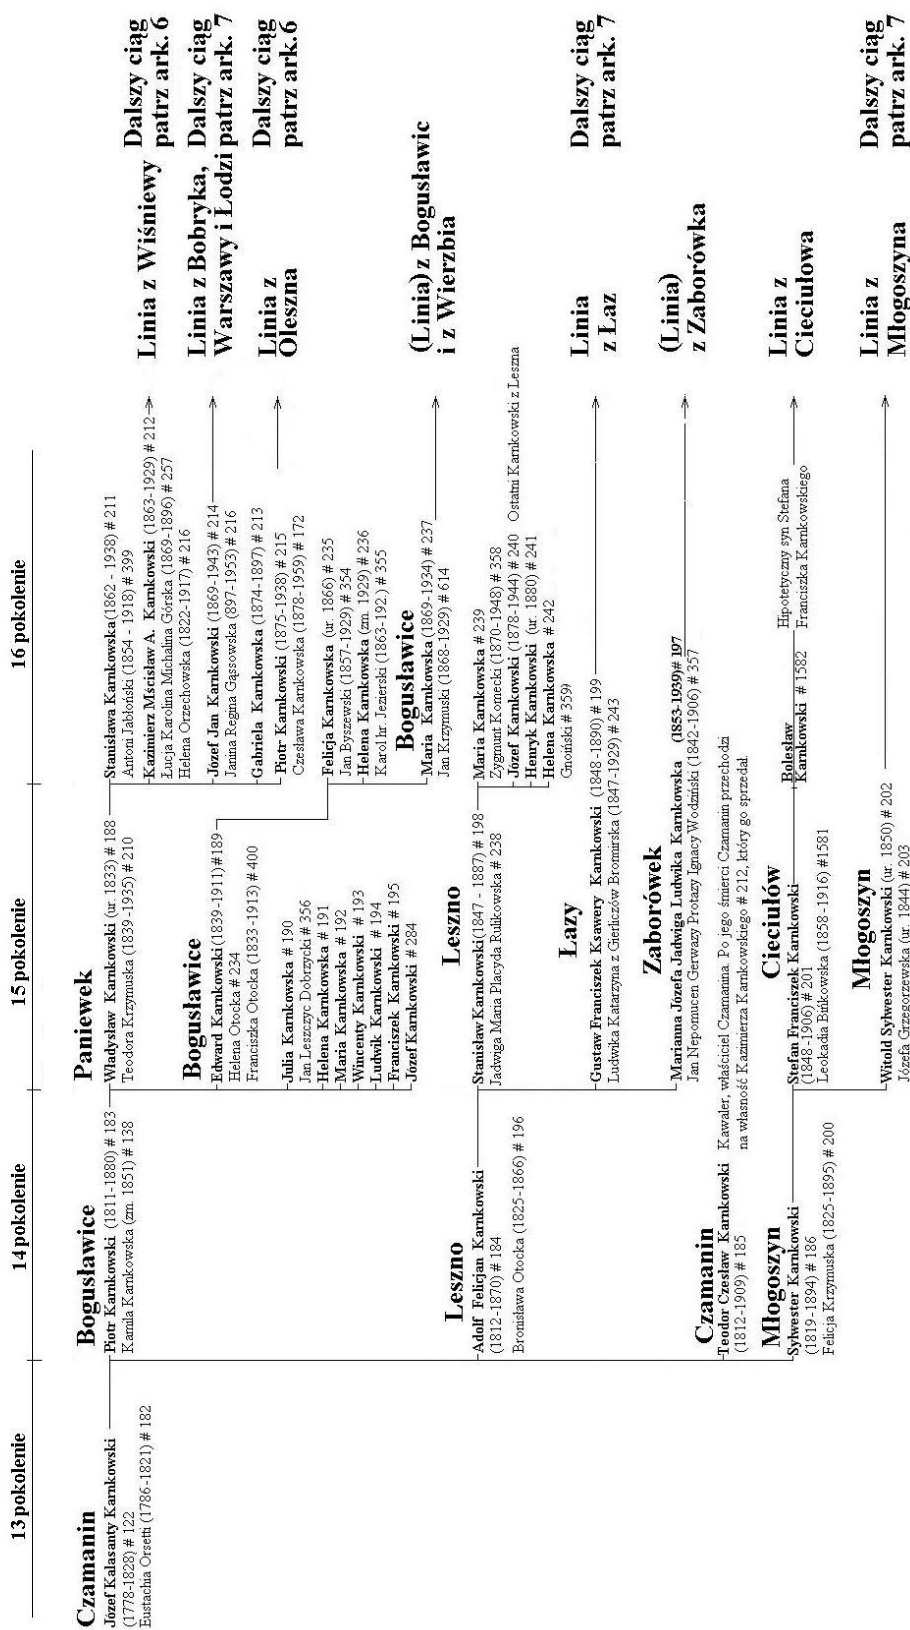 13 pokolenie
14 pokolenie
15 pokolenie
16 pokolenie
Czamanin
Józef Kalasanty Karnkowski
(1778-1828) # 122
Eustachia Orsetti (1786-1821) # 182
Bogusławice
Piotr Karnkowski (1811-1880) # 183
Kamila Karnkowska (zm. 1851) # 138
Paniewek
Władysław Karnkowski (ur. 1833) # 188
Teodora Krzymuska (1839-1935) # 210
Stanisława Karnkowska (1862 - 1938) # 211
Antoni Jabłoński (1854 - 1918) # 399
Kazimierz Mścisław A. Karnkowski (1863-1929) # 212
Łucja Karolina Michalina Górska (1869-1896) # 257
Helena Orzechowska (1822-1917) # 216
Linia z Wiśniewy
Dalszy ciąg
patrz ark. 6
Józef Jan Karnkowski (1869-1943) # 214
Janina Regina Gąssowska (897-1953) # 216
Linia z Bobryka,
Warszawy i Łodzi
Dalszy ciąg
patrz ark. 7
Gabriela Karnkowska (1874-1897) # 213
Piotr Karnkowski (1875-1938) # 215
Czesława Karnkowska (1878-1959) # 172
Linia z
Oleszna
Dalszy ciąg
patrz ark.6
Bogusławice
Edward Karnkowski (1839-1911) #189
Helena Otocka # 234
Franciszka Otocka (1833 -1913) # 400
Felicja Karnkowska (ur. 1866) # 235
Jan Byszewski (1857-1929) # 354
Helena Karnkowska (zm. 1929) # 236
Karol hr. Jezierski (1863-192.) # 355
Bogusławice
Maria Karnkowska (1869-1934) # 237
Jan Krzymuski (1868-1929) # 614
(Linia) z Bogusławic
i z Wierzbia
Julia Karnkowska # 190
Jan Leszczyc Dobrzycki # 356
Helena Karnkowska # 191
Maria Karnkowska # 192
Wincenty Karnkowski # 193
Ludwik Karnkowski # 194
Franciszek Karnkowski # 195
Józef Karnkowski # 284
Leszno
Adolf Felicjan Karnkowski
(1812-1870) # 184
Bronisława Otocka (1825-1866) # 196
Leszno
Stanisław Karnkowski(1847 - 1887) # 198
Jadwiga Maria Placyda Rulikowska # 238
Maria Karnkowska # 239
Zygmunt Konecki (1870-1948) # 358
Józef Karnkowski (1878-1944) # 240 Ostatni Karnkowski z Leszna
Henryk Karnkowski (ur. 1880) # 241
Helena Karnkowska # 242
Gnoiński # 359
Łazy
Gustaw Franciszek Ksawery Karnkowski (1848 -1890) # 199
Ludwika Katarzyna z Gierliczów Bromirska (1847-1929) # 243
Linia
z Łaz
Dalszy ciąg
patrz ark. 7
Zaborówek
Marianna Józefa Jadwiga Ludwika Karnkowska (1853-1939)# 197
Jan Nepomucen Gerwazy Protazy Ignacy Wodziński (1842-1906) # 357
(Linia)
z Zaborówka
Czamanin
Teodor Czesław Karnkowski
(1812-1909) # 185
Kawaler, właściciel Czamanina. Po jego śmierci Czamanin przechodzi
na własność Kazimierza Karnkowskiego # 212, który go sprzedał
Młogoszyn
Sylwester Karnkowski
(1819-1894) # 186
Felicja Krzymuska (1825-1895) # 200
Cieciułów
Stefan Franciszek Karnkowski
(1848-1906) # 201
Leokadia Bińkowska (1858-1916) #1581
Bolesław
Karnkowski # 1582
Hipotetyczny syn Stefana
Franciszka Karnkowskiego
Linia z
Cieciułowa
Młogoszyn
Witold Sylwester Karnkowski (ur. 1850) # 202
Józefa Grzegorzewska (ur. 1844) # 203
Linia z
Młogoszyna
Dalszy ciąg
patrz ark. 7